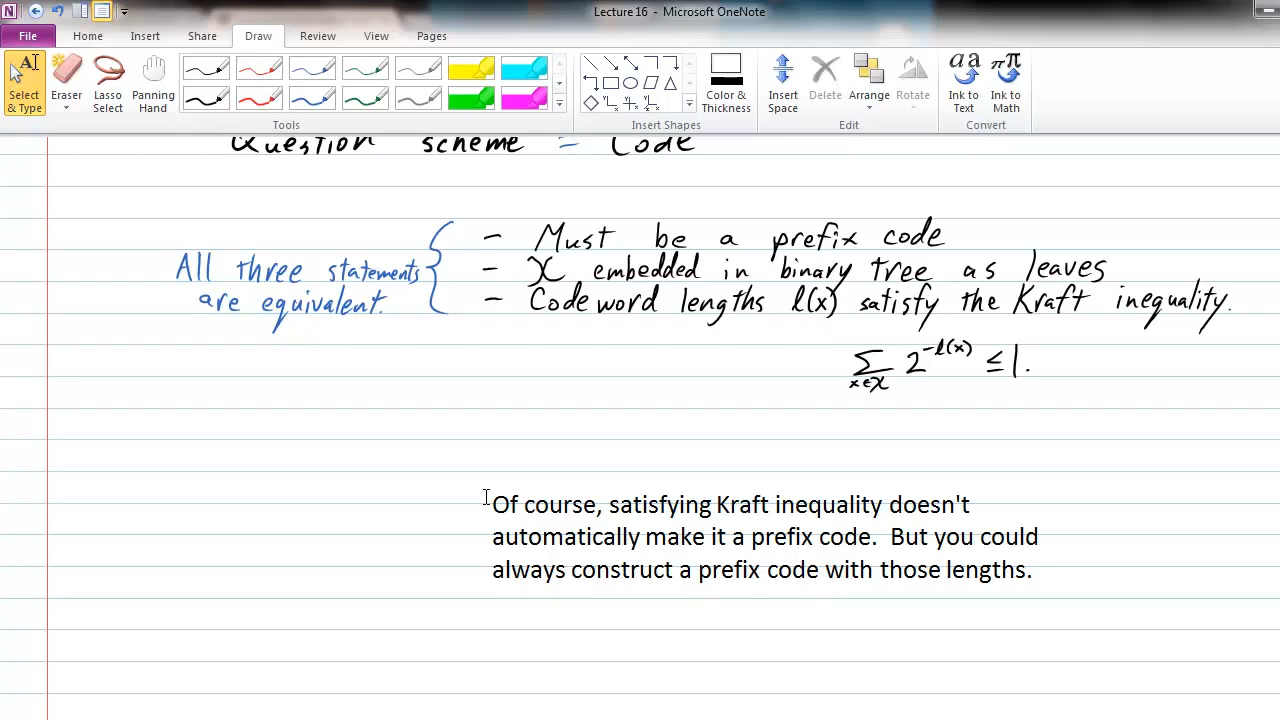 Lecture 16 - Microsoft OneNote
File Home Insert Share Draw Review View Pages
Select & Type
Eraser
Lasso Select
Panning Hand
Color & Thickness
Insert Space
Delete
Arrange
Rotate
Ink to Text
Ink to Math
Tools Insert Shapes Edit Convert
Question scheme = Code
- Must be a prefix code
All three statements - 𝒳 embedded in binary tree as leaves
are equivalent. - Codeword lengths l(x) satisfy the Kraft inequality.
∑_{x∈𝒳} 2^{-l(x)} ≤ 1.
Of course, satisfying Kraft inequality doesn't
automatically make it a prefix code. But you could
always construct a prefix code with those lengths.